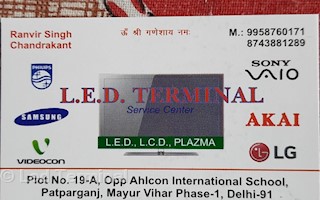 Ranvir Singh
Chandrakant
ॐ श्री गणेशाय नमः
M.: 9958760171
8743881289
PHILIPS
SAMSUNG
VIDEOCON
L.E.D. TERMINAL
Service Center
L.E.D., L.C.D., PLAZMA
SONY
VAIO
AKAI
LG
Plot No. 19-A, Opp Ahlcon International School,
Patparganj, Mayur Vihar Phase-1, Delhi-91